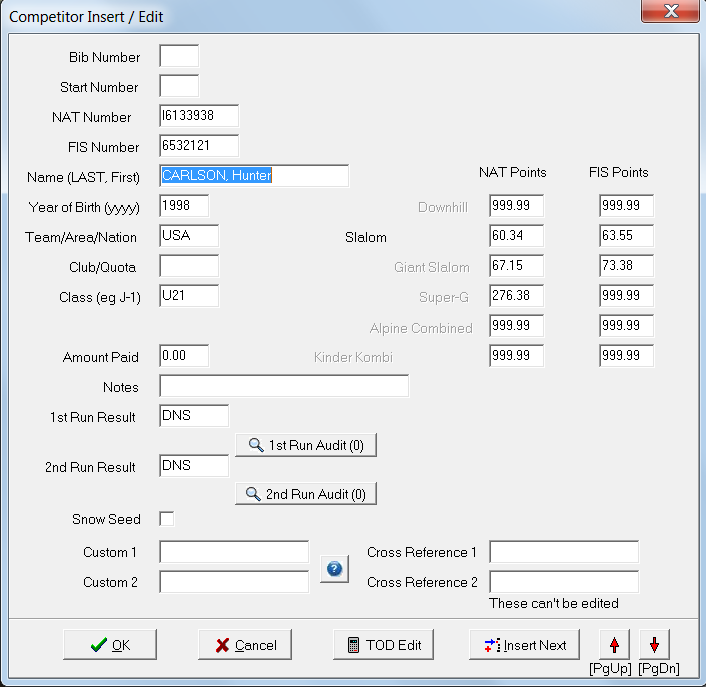 Competitor Insert / Edit
Bib Number
Start Number
NAT Number I6133938
FIS Number 6532121
Name (LAST, First) CARLSON, Hunter NAT Points FIS Points
Year of Birth (yyyy) 1998 Downhill 999.99 999.99
Team/Area/Nation USA Slalom 60.34 63.55
Club/Quota Giant Slalom 67.15 73.38
Class (eg J-1) U21 Super-G 276.38 999.99
Alpine Combined 999.99 999.99
Amount Paid 0.00 Kinder Kombi 999.99 999.99
Notes
1st Run Result DNS
1st Run Audit (0)
2nd Run Result DNS
2nd Run Audit (0)
Snow Seed
Custom 1 Cross Reference 1
Custom 2 Cross Reference 2
These can't be edited
OK Cancel TOD Edit Insert Next
[PgUp] [PgDn]